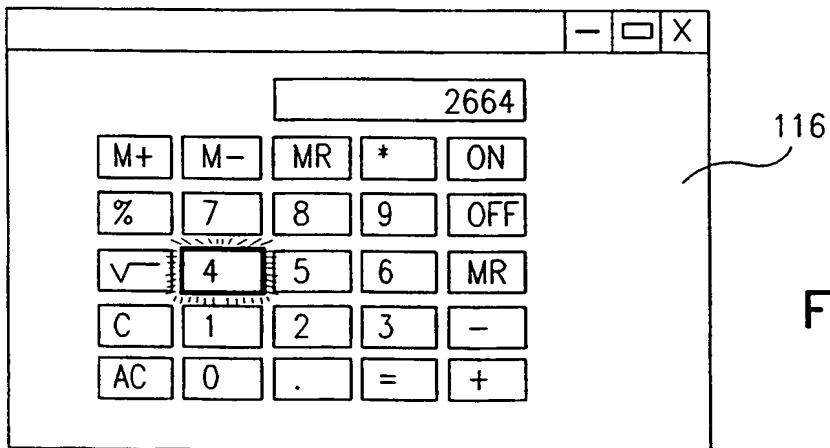 — ▭ X
2664
116
M+ M− MR * ON
% 7 8 9 OFF
√ 4 5 6 MR
F
C 1 2 3 −
AC 0 . = +